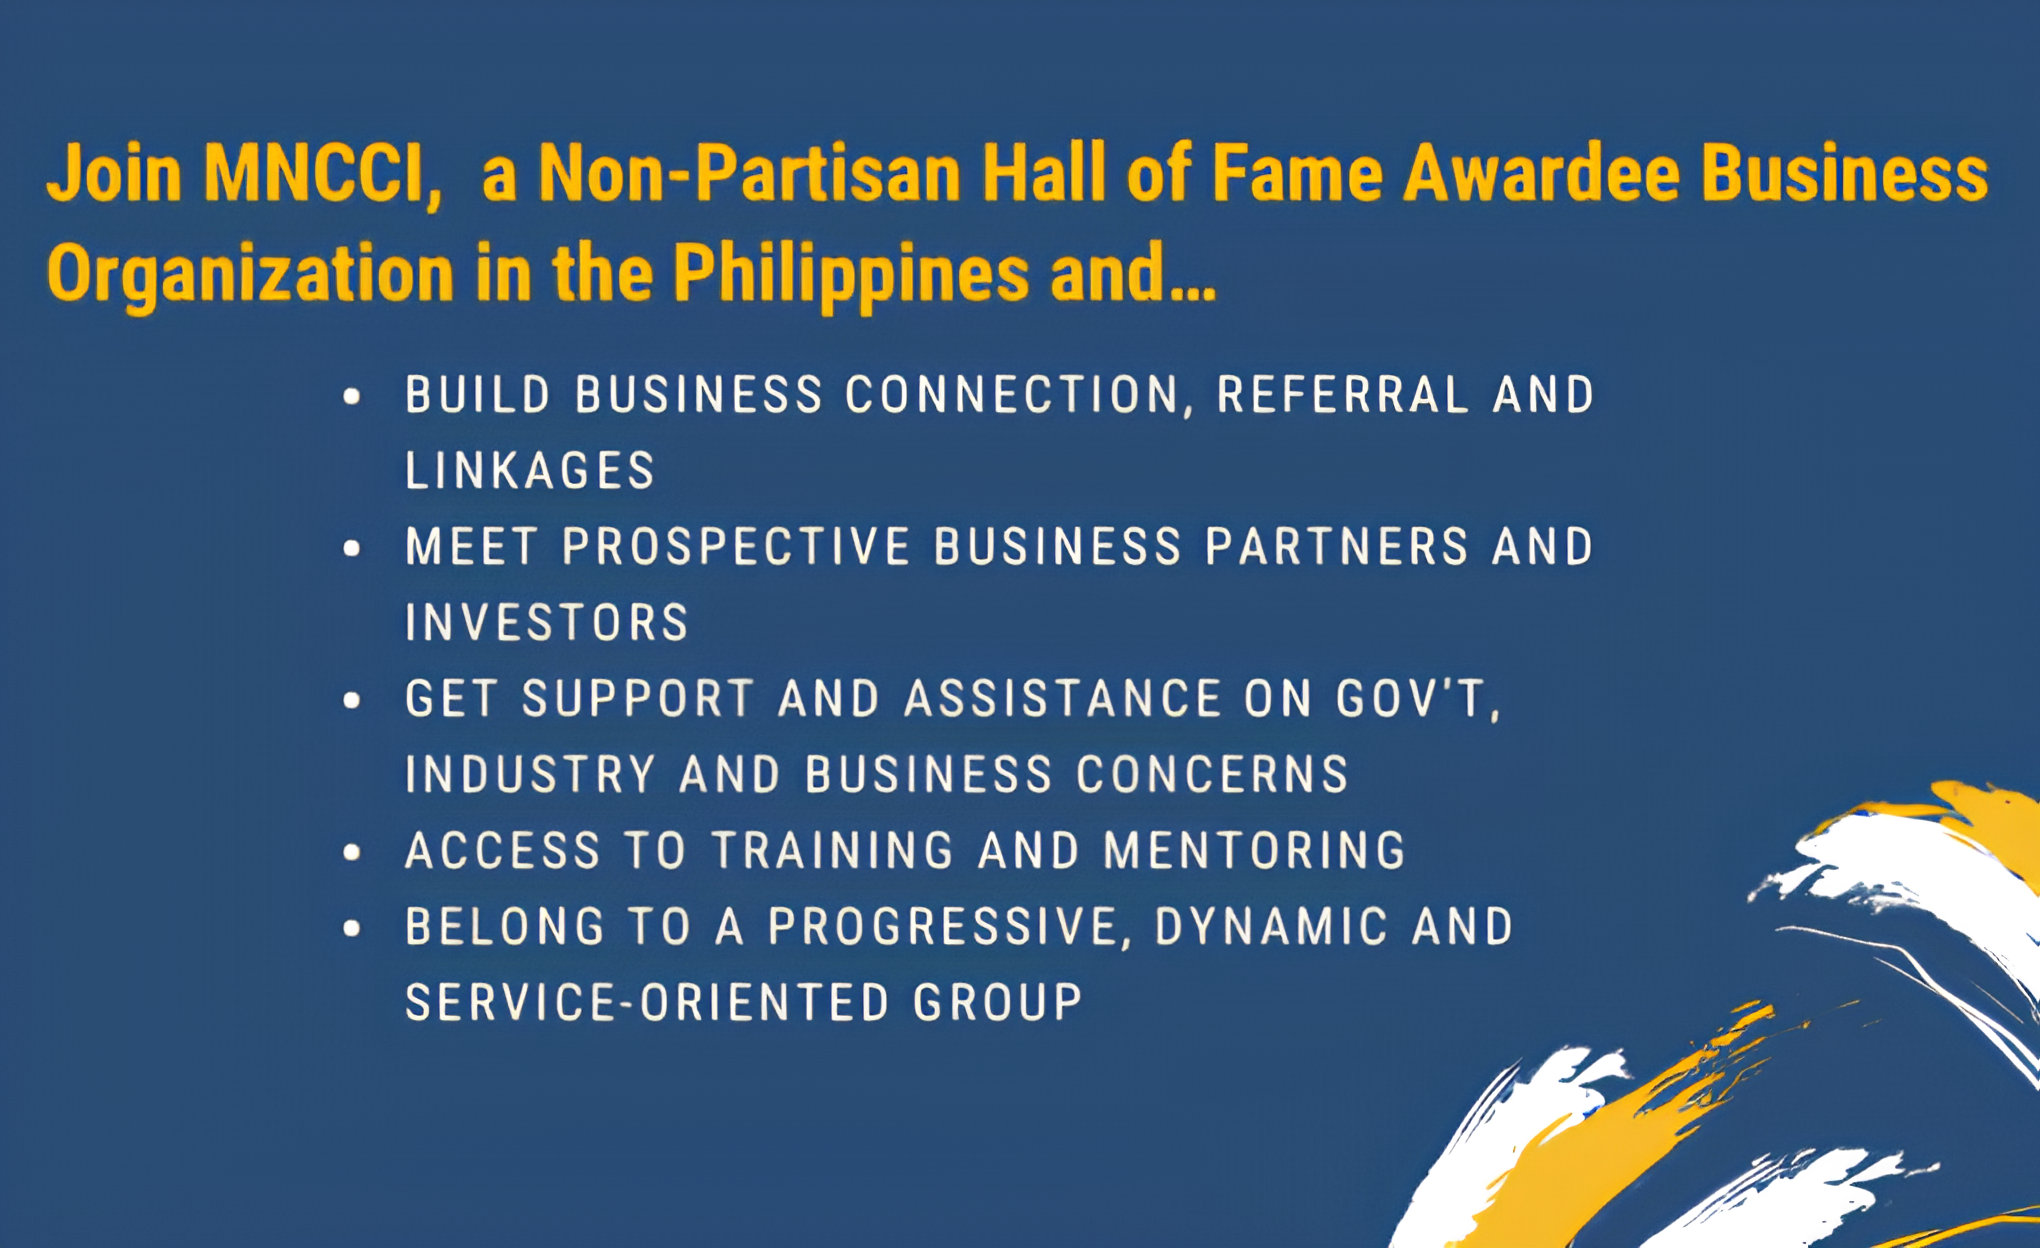 Join MNCCI,  a Non-Partisan Hall of Fame Awardee Business
Organization in the Philippines and...
• BUILD BUSINESS CONNECTION, REFERRAL AND
LINKAGES
• MEET PROSPECTIVE BUSINESS PARTNERS AND
INVESTORS
• GET SUPPORT AND ASSISTANCE ON GOV'T,
INDUSTRY AND BUSINESS CONCERNS
• ACCESS TO TRAINING AND MENTORING
• BELONG TO A PROGRESSIVE, DYNAMIC AND
SERVICE-ORIENTED GROUP